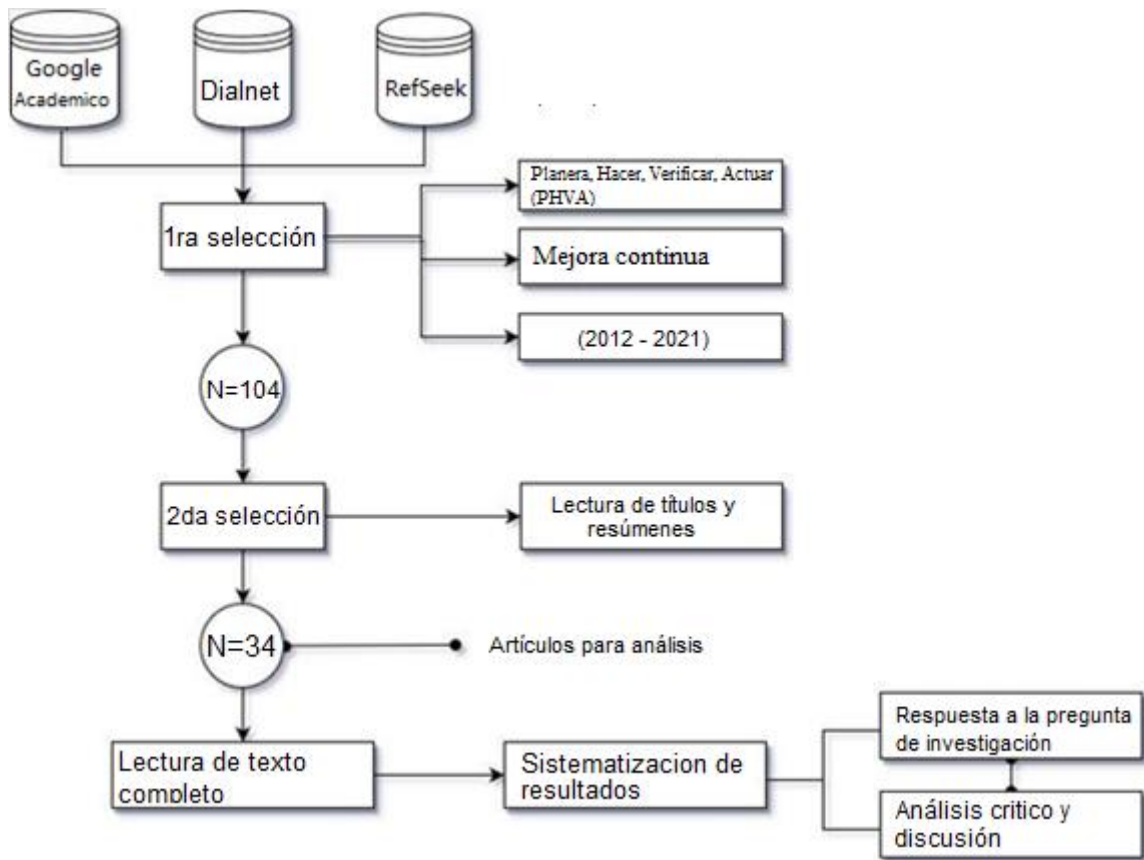 Google
Academico
Dialnet
RefSeek
Planera, Hacer, Verificar, Actuar
(PHVA)
1ra selección
Mejora continua
(2012 - 2021)
N=104
2da selección
Lectura de títulos y
resúmenes
N=34
Artículos para análisis
Lectura de texto
completo
Sistematizacion de
resultados
Respuesta a la pregunta
de investigación
Análisis critico y
discusión